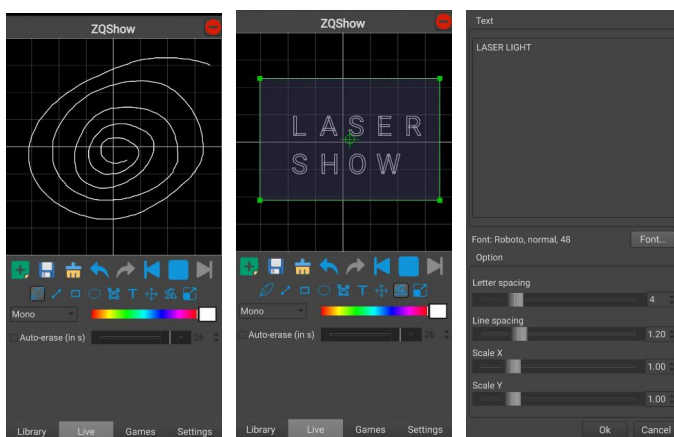 ZQShow
Mono
Auto-erase (in s)
26
Library
Live
Games
Settings
ZQShow
LASER
SHOW
Mono
Auto-erase (in s)
26
Library
Live
Games
Settings
Text
LASER LIGHT
Font: Roboto, normal, 48
Font...
Option
Letter spacing
4
Line spacing
1.20
Scale X
1.00
Scale Y
1.00
Ok
Cancel